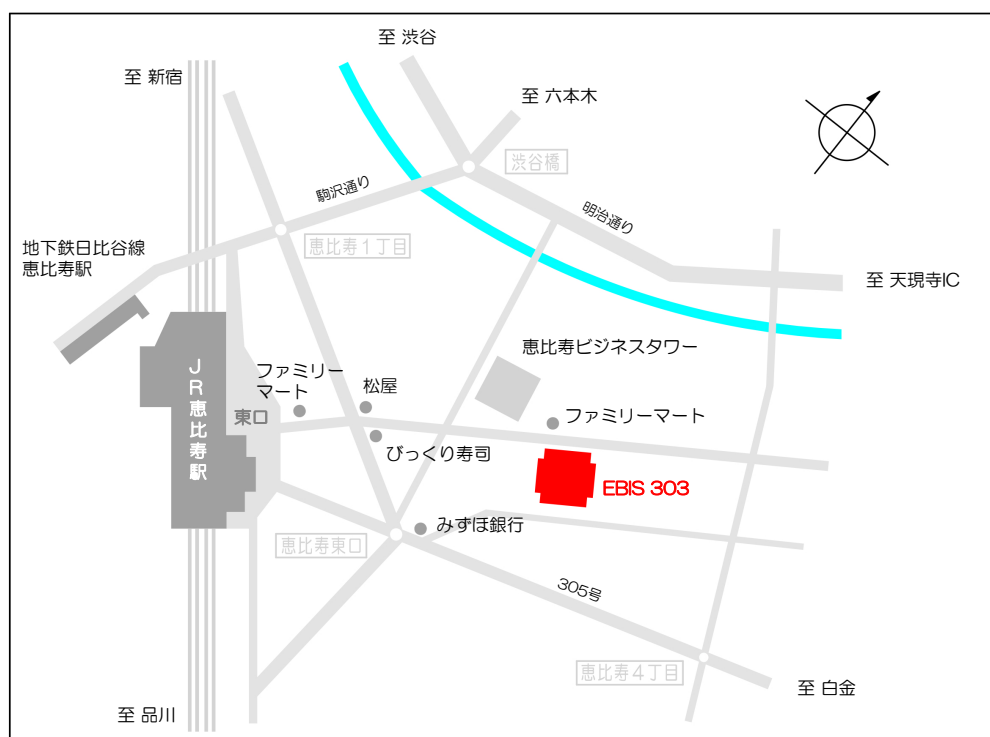 至 渋谷
至 新宿
至 六本木
渋谷橋
駒沢通り
明治通り
恵比寿1丁目
地下鉄日比谷線
恵比寿駅
至 天現寺IC
恵比寿ビジネスタワー
ファミリー
マート
松屋
JR恵比寿駅
東口
ファミリーマート
びっくり寿司
EBIS 303
みずほ銀行
恵比寿東口
305号
恵比寿4丁目
至 白金
至 品川